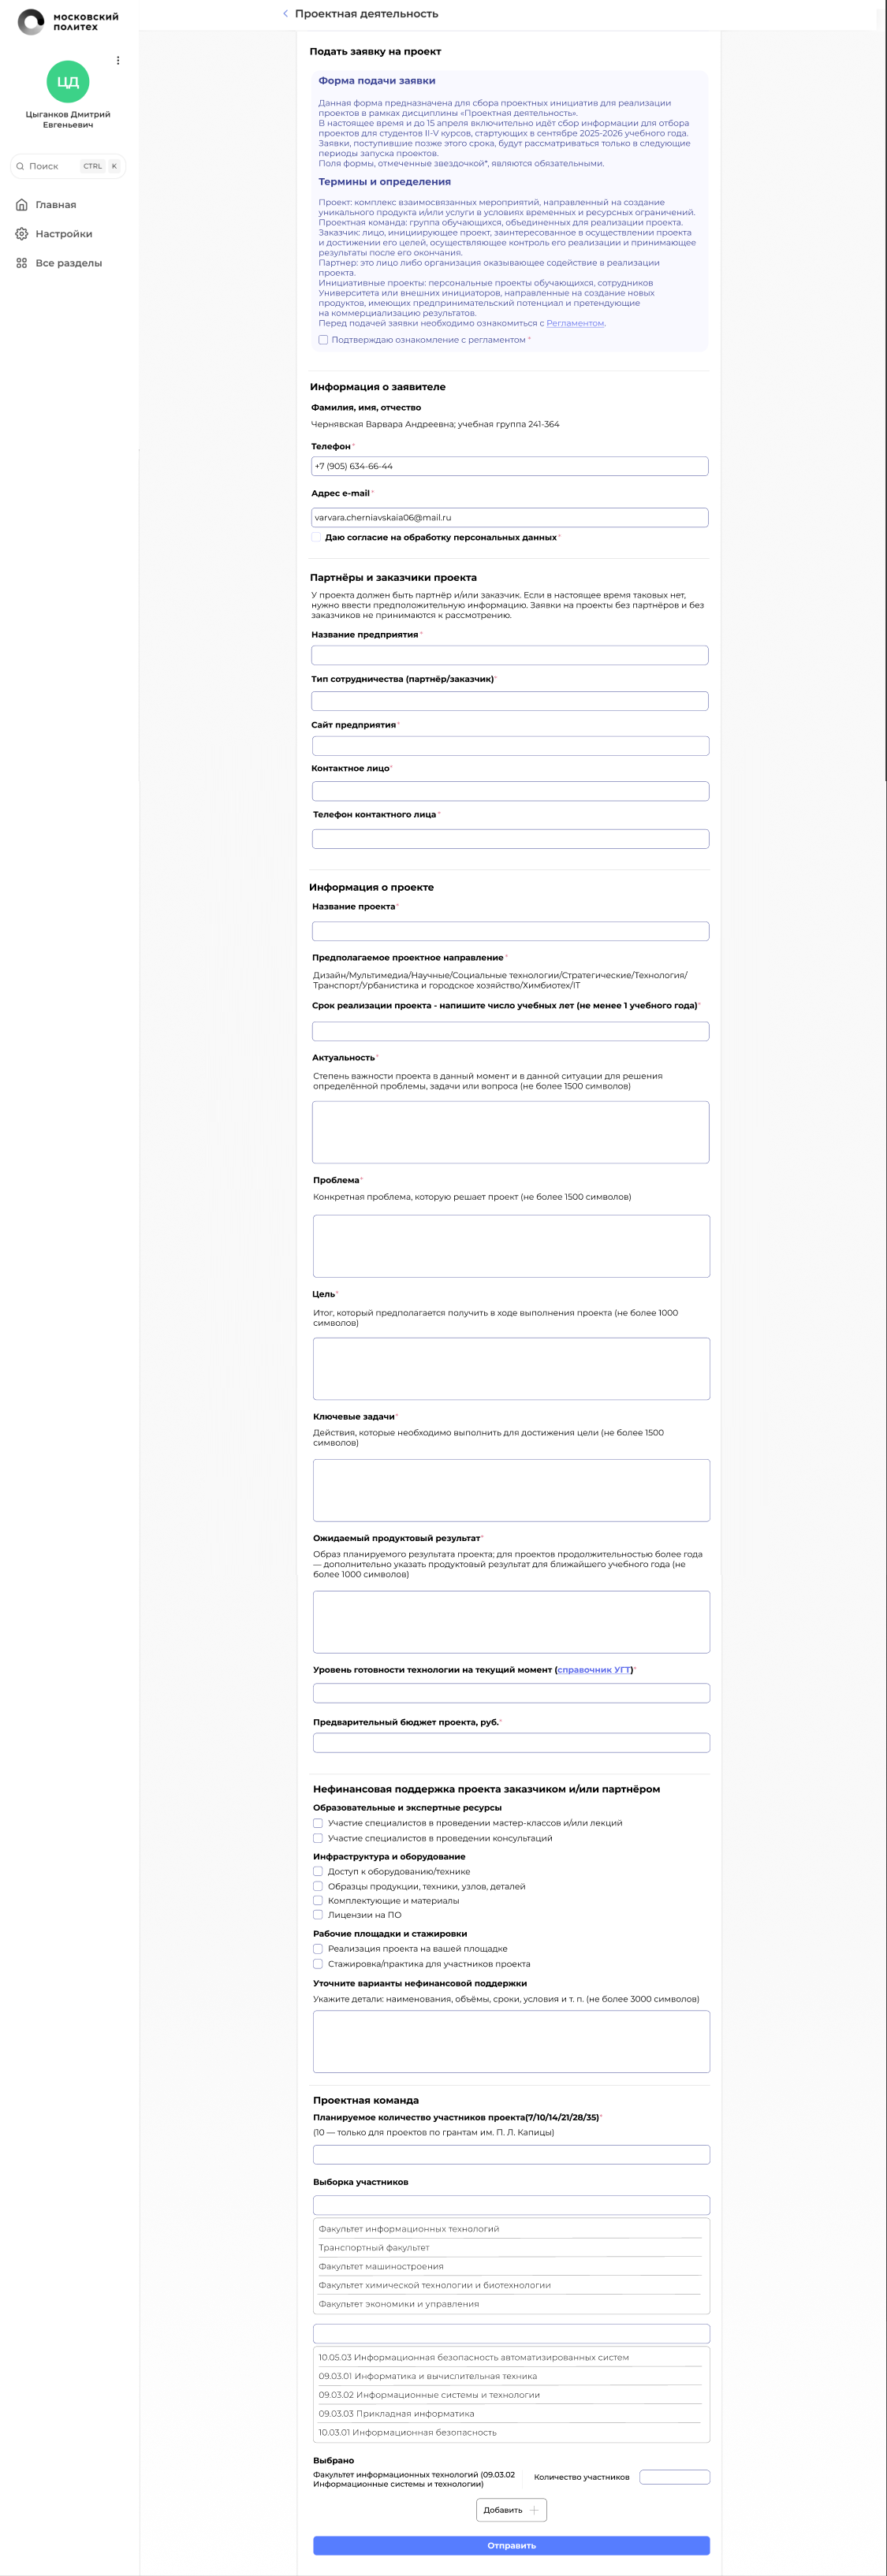 московский
политех
ЦД
Цыганков Дмитрий
Евгеньевич
Поиск CTRL K
Главная
Настройки
Все разделы
Проектная деятельность
Подать заявку на проект
Форма подачи заявки
Данная форма предназначена для сбора проектных инициатив для реализации
проектов в рамках дисциплины «Проектная деятельность».
В настоящее время и до 15 апреля включительно идёт сбор информации для отбора
проектов для студентов II-V курсов, стартующих в сентябре 2025-2026 учебного года.
Заявки, поступившие позже этого срока, будут рассматриваться только в следующие
периоды запуска проектов.
Поля формы, отмеченные звездочкой*, являются обязательными.
Термины и определения
Проект: комплекс взаимосвязанных мероприятий, направленный на создание
уникального продукта и/или услуги в условиях временных и ресурсных ограничений.
Проектная команда: группа обучающихся, объединенных для реализации проекта.
Заказчик: лицо, инициирующее проект, заинтересованное в осуществлении проекта
и достижении его целей, осуществляющее контроль его реализации и принимающее
результаты после его окончания.
Партнер: это лицо либо организация оказывающее содействие в реализации
проекта.
Инициативные проекты: персональные проекты обучающихся, сотрудников
Университета или внешних инициаторов, направленные на создание новых
продуктов, имеющих предпринимательский потенциал и претендующие
на коммерциализацию результатов.
Перед подачей заявки необходимо ознакомиться с Регламентом.
Подтверждаю ознакомление с регламентом *
Информация о заявителе
Фамилия, имя, отчество
Чернявская Варвара Андреевна; учебная группа 241-364
Телефон *
+7 (905) 634-66-44
Адрес e-mail *
varvara.cherniavskaia06@mail.ru
Даю согласие на обработку персональных данных *
Партнёры и заказчики проекта
У проекта должен быть партнёр и/или заказчик. Если в настоящее время таковых нет,
нужно ввести предположительную информацию. Заявки на проекты без партнёров и без
заказчиков не принимаются к рассмотрению.
Название предприятия *
Тип сотрудничества (партнёр/заказчик)*
Сайт предприятия*
Контактное лицо*
Телефон контактного лица *
Информация о проекте
Название проекта*
Предполагаемое проектное направление *
Дизайн/Мультимедиа/Научные/Социальные технологии/Стратегические/Технология/
Транспорт/Урбанистика и городское хозяйство/Химбиотех/IT
Срок реализации проекта - напишите число учебных лет (не менее 1 учебного года)*
Актуальность*
Степень важности проекта в данный момент и в данной ситуации для решения
определённой проблемы, задачи или вопроса (не более 1500 символов)
Проблема*
Конкретная проблема, которую решает проект (не более 1500 символов)
Цель*
Итог, который предполагается получить в ходе выполнения проекта (не более 1000
символов)
Ключевые задачи*
Действия, которые необходимо выполнить для достижения цели (не более 1500
символов)
Ожидаемый продуктовый результат*
Образ планируемого результата проекта; для проектов продолжительностью более года
— дополнительно указать продуктовый результат для ближайшего учебного года (не
более 1000 символов)
Уровень готовности технологии на текущий момент (справочник УГТ)*
Предварительный бюджет проекта, руб.*
Нефинансовая поддержка проекта заказчиком и/или партнёром
Образовательные и экспертные ресурсы
Участие специалистов в проведении мастер-классов и/или лекций
Участие специалистов в проведении консультаций
Инфраструктура и оборудование
Доступ к оборудованию/технике
Образцы продукции, техники, узлов, деталей
Комплектующие и материалы
Лицензии на ПО
Рабочие площадки и стажировки
Реализация проекта на вашей площадке
Стажировка/практика для участников проекта
Уточните варианты нефинансовой поддержки
Укажите детали: наименования, объёмы, сроки, условия и т. п. (не более 3000 символов)
Проектная команда
Планируемое количество участников проекта(7/10/14/21/28/35)*
(10 — только для проектов по грантам им. П. Л. Капицы)
Выборка участников
Факультет информационных технологий
Транспортный факультет
Факультет машиностроения
Факультет химической технологии и биотехнологии
Факультет экономики и управления
10.05.03 Информационная безопасность автоматизированных систем
09.03.01 Информатика и вычислительная техника
09.03.02 Информационные системы и технологии
09.03.03 Прикладная информатика
10.03.01 Информационная безопасность
Выбрано
Факультет информационных технологий (09.03.02
Информационные системы и технологии)
Количество участников
Добавить
Отправить